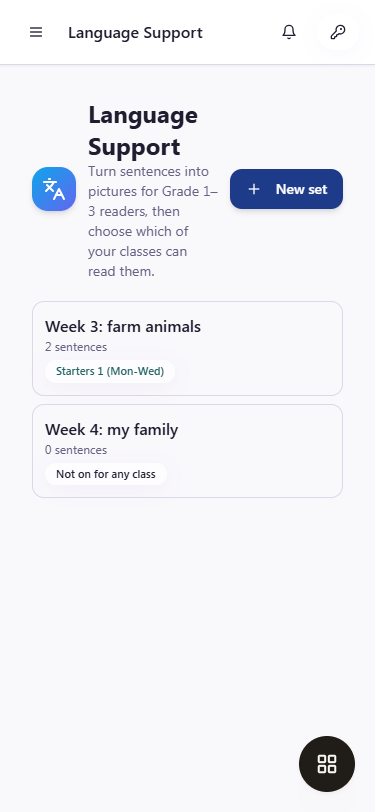 Language Support
Language
Support
Turn sentences into
pictures for Grade 1–
3 readers, then
choose which of
your classes can
read them.
New set
Week 3: farm animals
2 sentences
Starters 1 (Mon-Wed)
Week 4: my family
0 sentences
Not on for any class